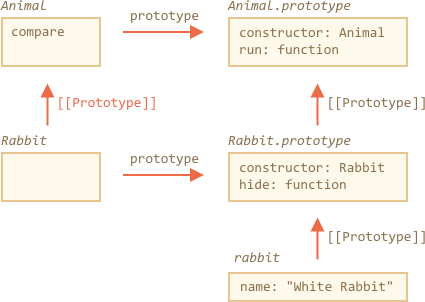 Animal
prototype
Animal.prototype
compare
constructor: Animal
run: function
[[Prototype]]
[[Prototype]]
Rabbit
prototype
Rabbit.prototype
constructor: Rabbit
hide: function
[[Prototype]]
rabbit
name: "White Rabbit"